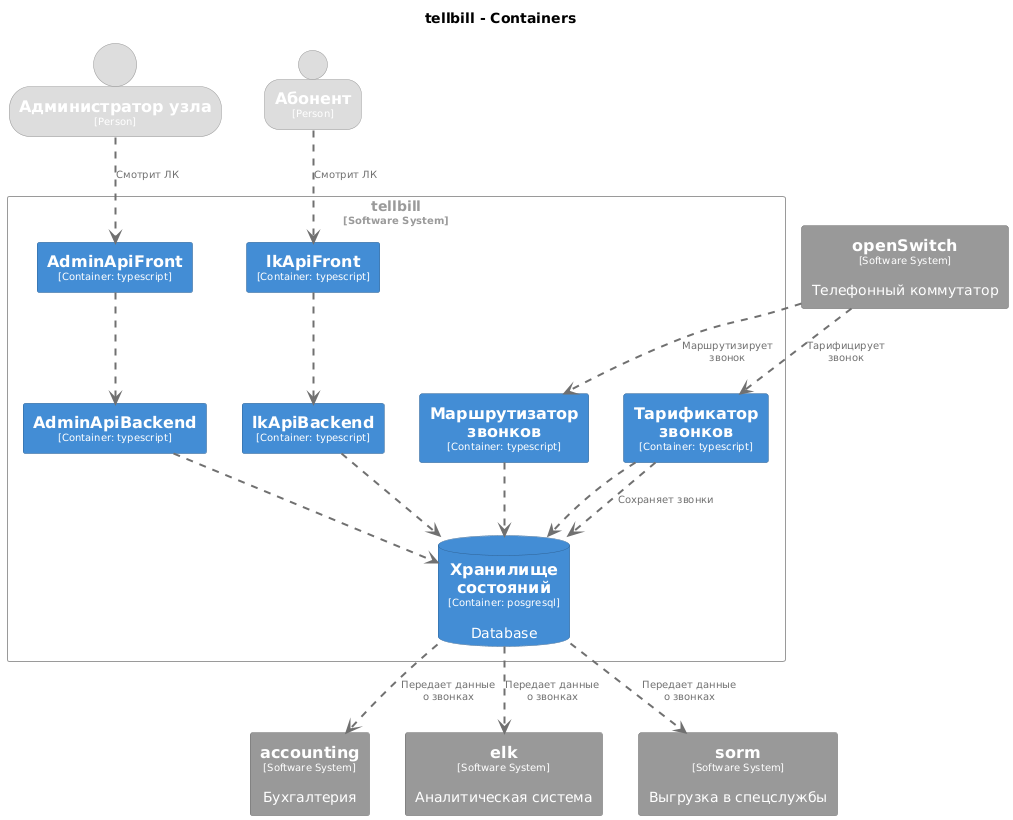 tellbill - Containers
Администратор узла
[Person]
Абонент
[Person]
Смотрит ЛК
Смотрит ЛК
tellbill
[Software System]
AdminApiFront
[Container: typescript]
lkApiFront
[Container: typescript]
openSwitch
[Software System]
Телефонный коммутатор
Маршрутизирует
звонок
Тарифицирует
звонок
AdminApiBackend
[Container: typescript]
lkApiBackend
[Container: typescript]
Маршрутизатор
звонков
[Container: typescript]
Тарификатор
звонков
[Container: typescript]
Сохраняет звонки
Хранилище
состояний
[Container: posgresql]
Database
Передает данные
о звонках
Передает данные
о звонках
Передает данные
о звонках
accounting
[Software System]
Бухгалтерия
elk
[Software System]
Аналитическая система
sorm
[Software System]
Выгрузка в спецслужбы